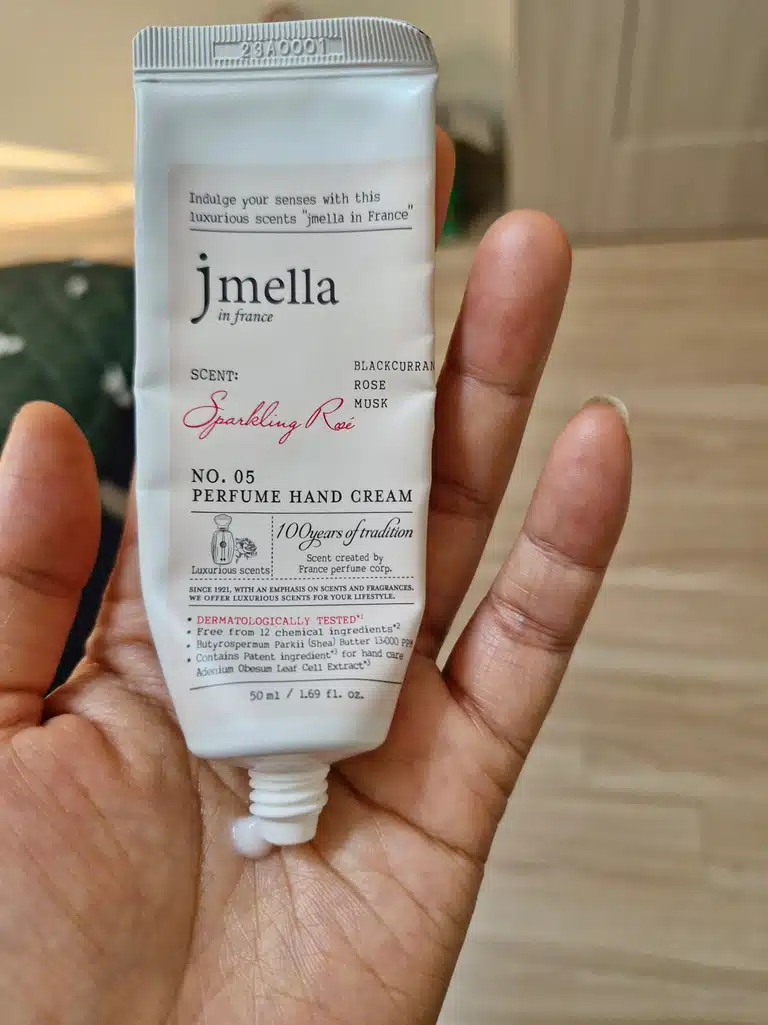 23A0001
Indulge your senses with this
luxurious scents "jmella in France"
jmella
in france
SCENT:
Sparkling Rosé
BLACKCURRAN
ROSE
MUSK
NO. 05
PERFUME HAND CREAM
Luxurious scents
100years of tradition
Scent created by
France perfume corp.
SINCE 1921, WITH AN EMPHASIS ON SCENTS AND FRAGRANCES.
WE OFFER LUXURIOUS SCENTS FOR YOUR LIFESTYLE.
• DERMATOLOGICALLY TESTED*1
• Free from 12 chemical ingredients*2
• Butyrospermum Parkii (Shea) Butter 13000 ppm
• Contains Patent ingredient*3 for hand care
Adenium Obesum Leaf Cell Extract*3
50 ml / 1.69 fl. oz.